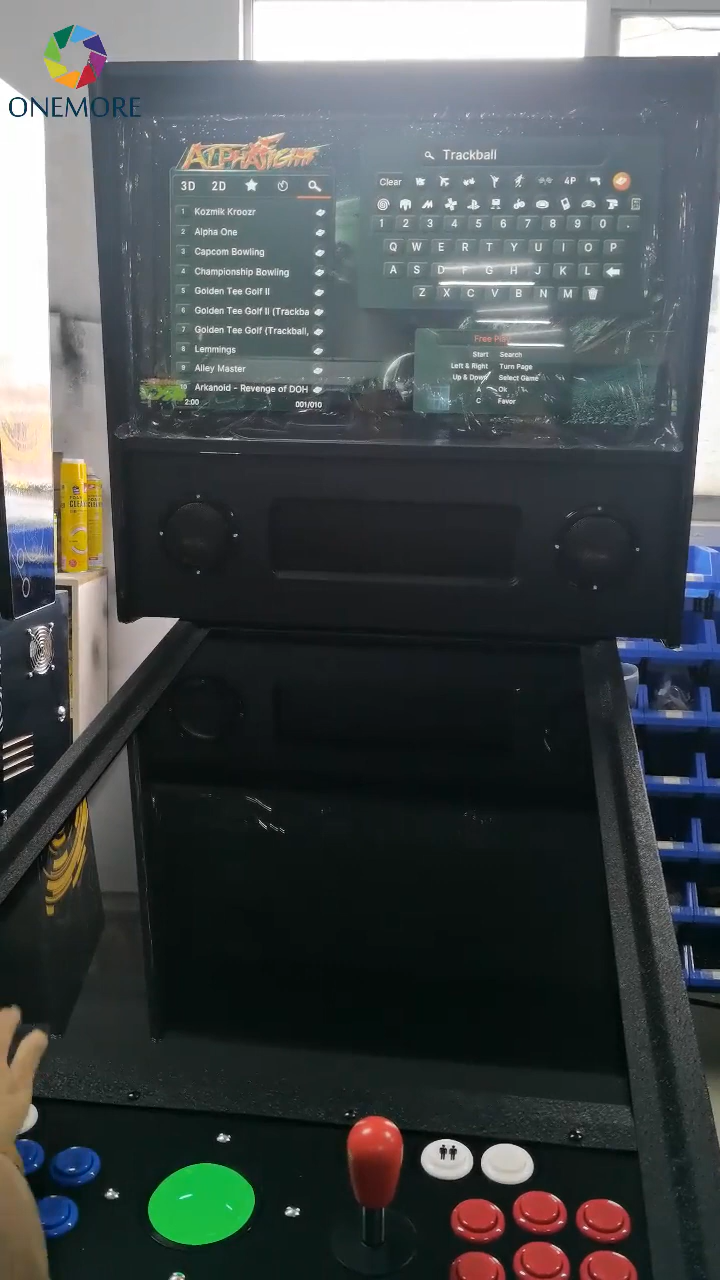 ONEMORE
ALPHAFIGHT
3D 2D
1 Kozmik Kroozr
2 Alpha One
3 Capcom Bowling
4 Championship Bowling
5 Golden Tee Golf II
6 Golden Tee Golf II (Trackba
7 Golden Tee Golf (Trackball,
8 Lemmings
9 Alley Master
10 Arkanoid - Revenge of DOH
2:00 001/010
Trackball
Clear 4P
1 2 3 4 5 6 7 8 9 0 .
Q W E R T Y U I O P
A S D F G H J K L
Z X C V B N M
Free Play
Start Search
Left & Right Turn Page
Up & Down Select Game
A Ok
C Favor